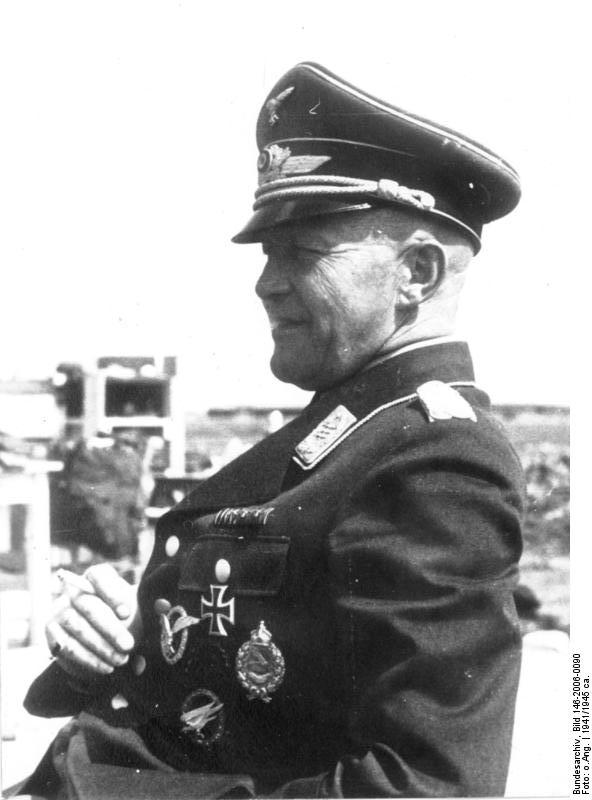 Bundesarchiv, Bild 146-2006-0090
Foto: o.Ang. | 1941/1945 ca.